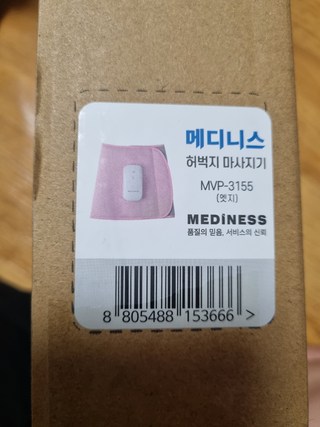 메디니스
허벅지 마사지기
MVP-3155
(엣지)
MEDiNESS
품질의 믿음, 서비스의 신뢰
8 805488 153666 >